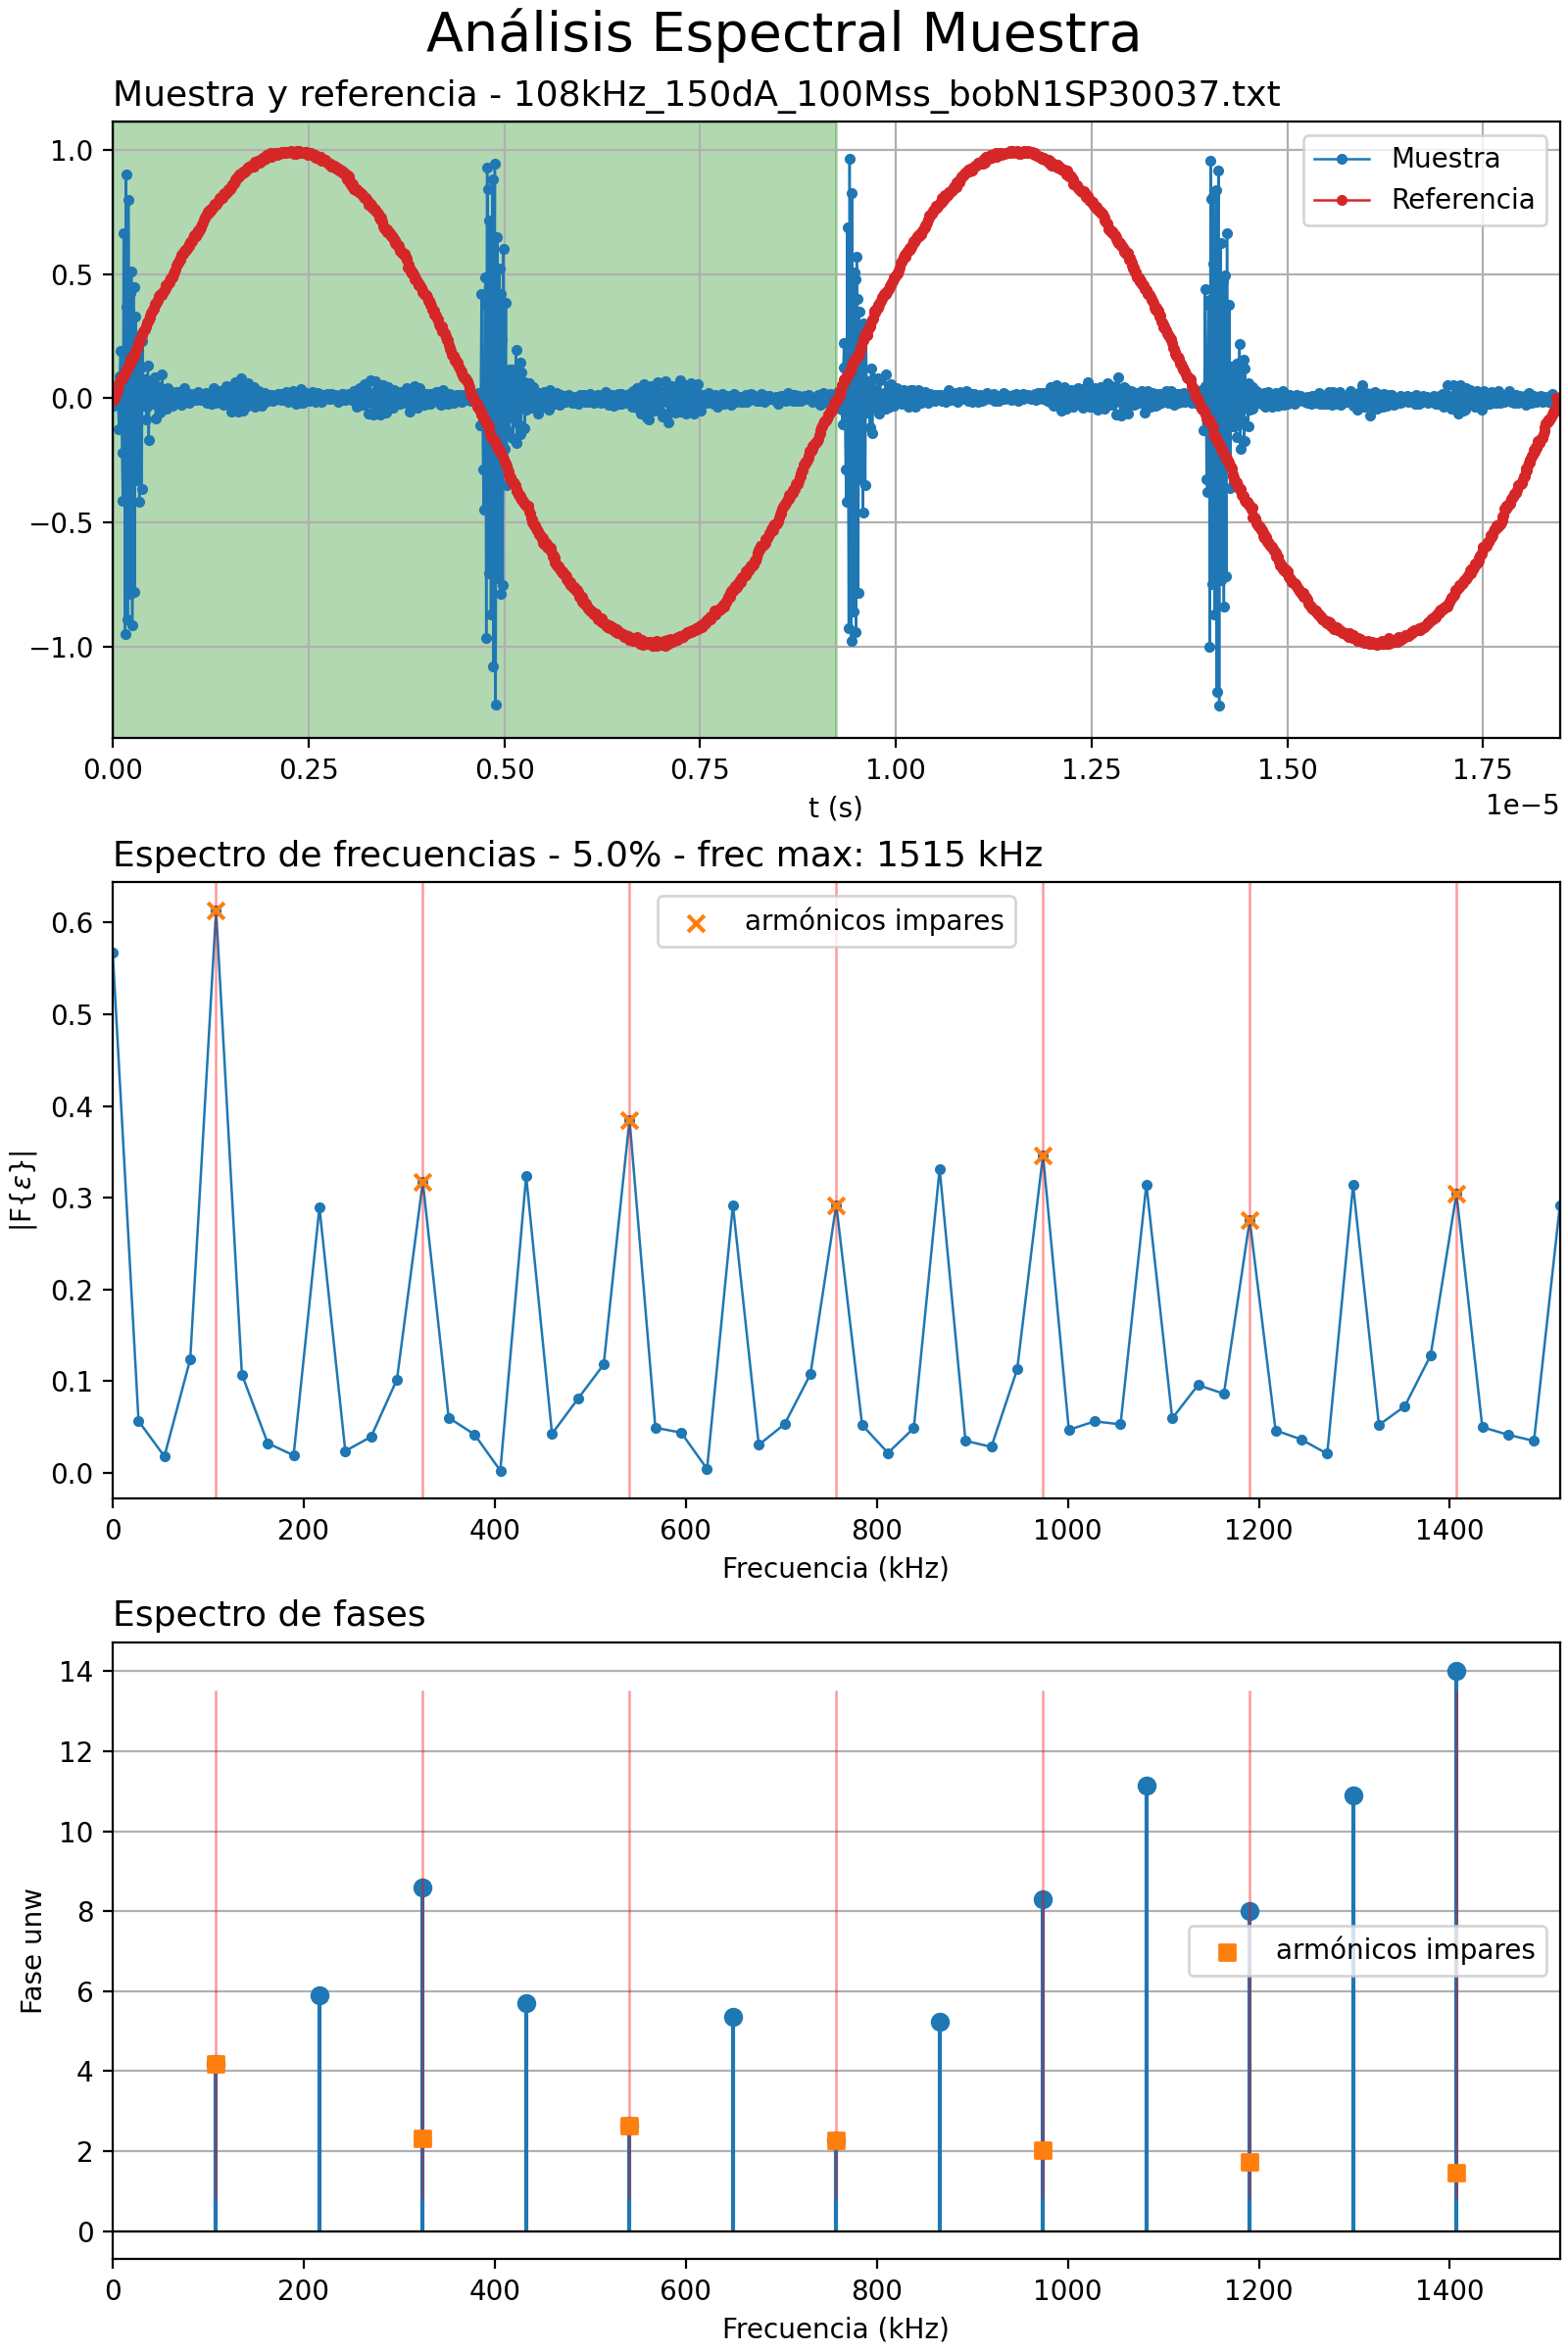 Análisis Espectral Muestra
Muestra y referencia - 108kHz_150dA_100Mss_bobN1SP30037.txt
1.0
0.5
0.0
−0.5
−1.0
Muestra
Referencia
0.00 0.25 0.50 0.75 1.00 1.25 1.50 1.75
t (s)
1e−5
Espectro de frecuencias - 5.0% - frec max: 1515 kHz
armónicos impares
0.6
0.5
0.4
0.3
0.2
0.1
0.0
|F{ε}|
0 200 400 600 800 1000 1200 1400
Frecuencia (kHz)
Espectro de fases
14
12
10
8
6
4
2
0
Fase unw
armónicos impares
0 200 400 600 800 1000 1200 1400
Frecuencia (kHz)